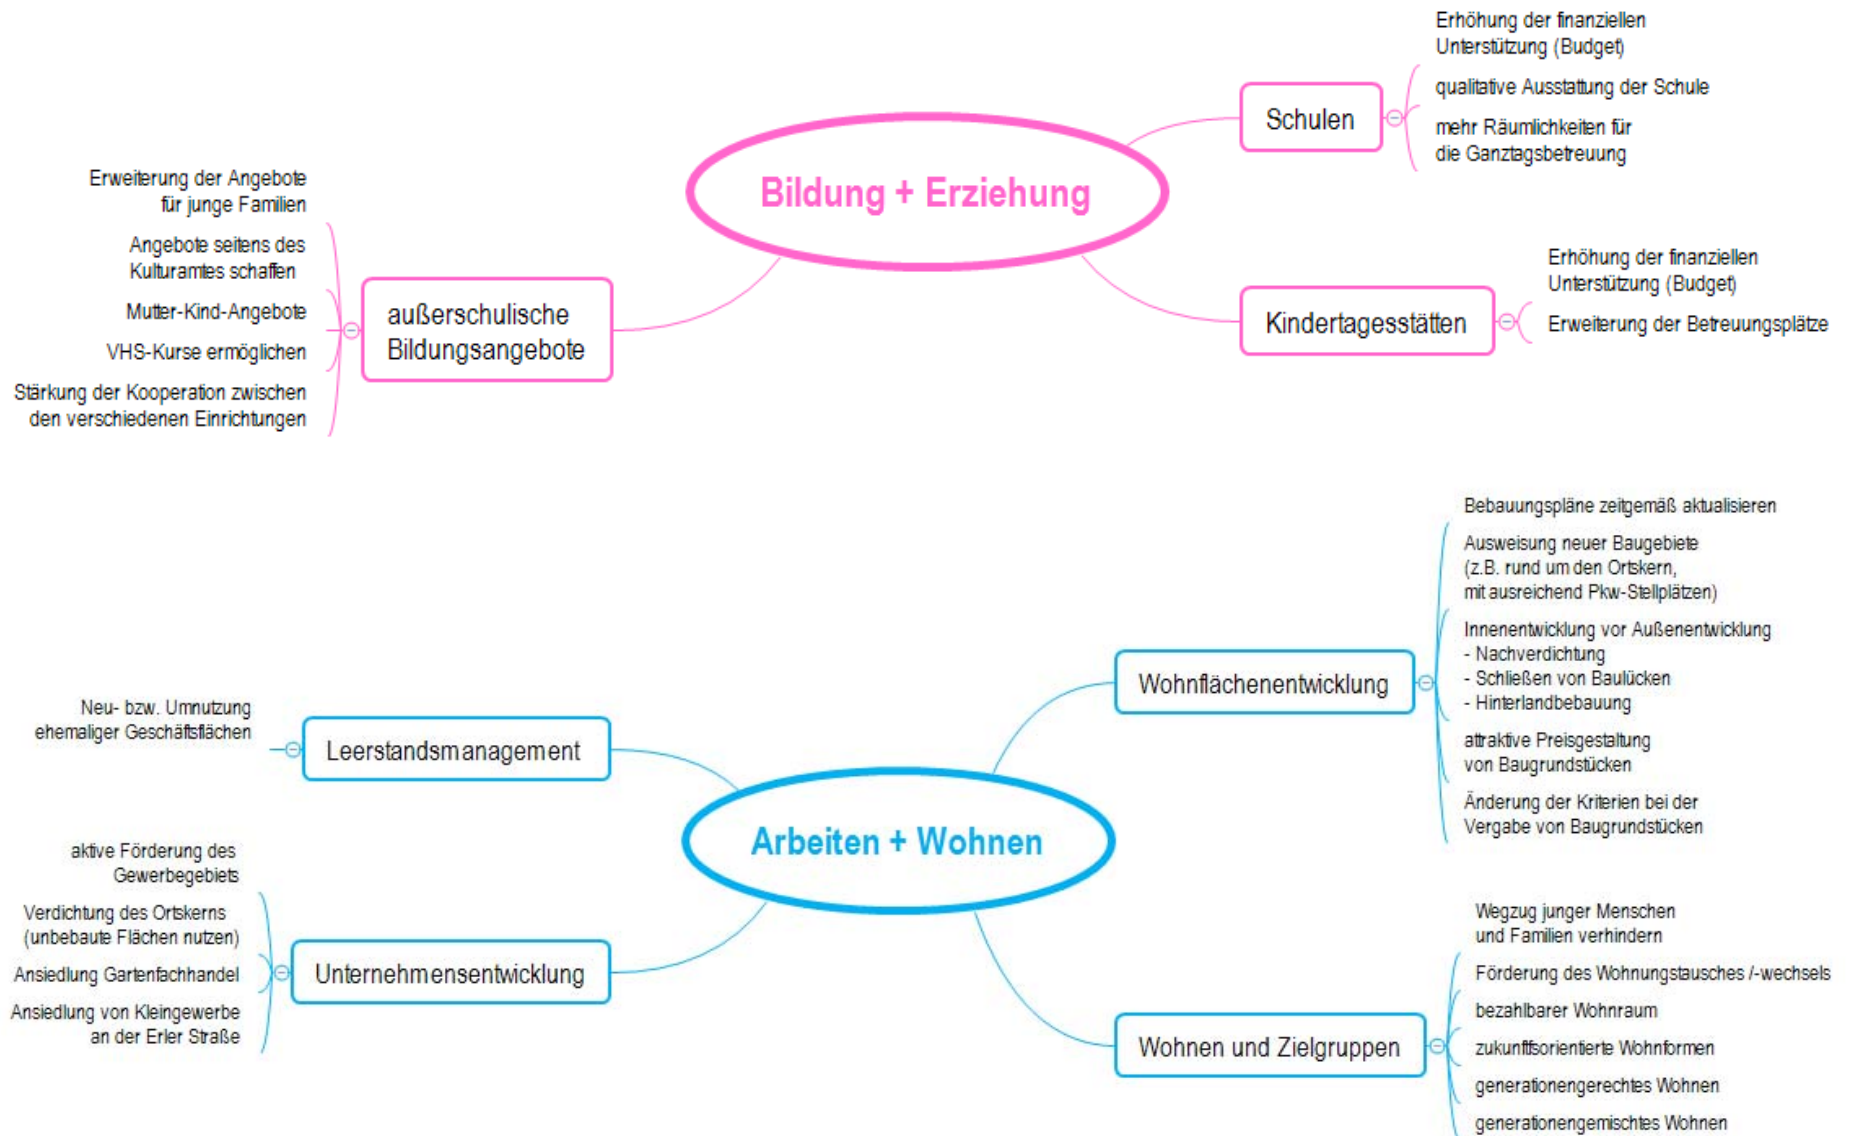 Bildung + Erziehung
Schulen
Erhöhung der finanziellen
Unterstützung (Budget)
qualitative Ausstattung der Schule
mehr Räumlichkeiten für
die Ganztagsbetreuung
Kindertagesstätten
Erhöhung der finanziellen
Unterstützung (Budget)
Erweiterung der Betreuungsplätze
außerschulische
Bildungsangebote
Erweiterung der Angebote
für junge Familien
Angebote seitens des
Kulturamtes schaffen
Mutter-Kind-Angebote
VHS-Kurse ermöglichen
Stärkung der Kooperation zwischen
den verschiedenen Einrichtungen
Arbeiten + Wohnen
Wohnflächenentwicklung
Bebauungspläne zeitgemäß aktualisieren
Ausweisung neuer Baugebiete
(z.B. rund um den Ortskern,
mit ausreichend Pkw-Stellplätzen)
Innenentwicklung vor Außenentwicklung
- Nachverdichtung
- Schließen von Baulücken
- Hinterlandbebauung
attraktive Preisgestaltung
von Baugrundstücken
Änderung der Kriterien bei der
Vergabe von Baugrundstücken
Wohnen und Zielgruppen
Wegzug junger Menschen
und Familien verhindern
Förderung des Wohnungstausches /-wechsels
bezahlbarer Wohnraum
zukunftfsorientierte Wohnformen
generationengerechtes Wohnen
generationengemischtes Wohnen
Leerstandsmanagement
Neu- bzw. Umnutzung
ehemaliger Geschäftsflächen
Unternehmensentwicklung
aktive Förderung des
Gewerbegebiets
Verdichtung des Ortskerns
(unbebaute Flächen nutzen)
Ansiedlung Gartenfachhandel
Ansiedlung von Kleingewerbe
an der Erler Straße